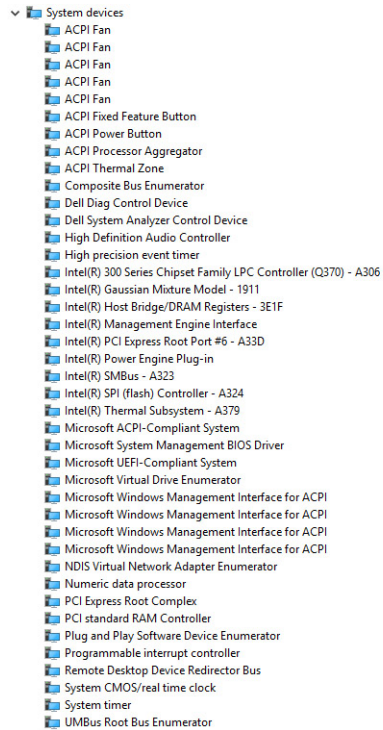 System devices
ACPI Fan
ACPI Fan
ACPI Fan
ACPI Fan
ACPI Fan
ACPI Fixed Feature Button
ACPI Power Button
ACPI Processor Aggregator
ACPI Thermal Zone
Composite Bus Enumerator
Dell Diag Control Device
Dell System Analyzer Control Device
High Definition Audio Controller
High precision event timer
Intel(R) 300 Series Chipset Family LPC Controller (Q370) - A306
Intel(R) Gaussian Mixture Model - 1911
Intel(R) Host Bridge/DRAM Registers - 3E1F
Intel(R) Management Engine Interface
Intel(R) PCI Express Root Port #6 - A33D
Intel(R) Power Engine Plug-in
Intel(R) SMBus - A323
Intel(R) SPI (flash) Controller - A324
Intel(R) Thermal Subsystem - A379
Microsoft ACPI-Compliant System
Microsoft System Management BIOS Driver
Microsoft UEFI-Compliant System
Microsoft Virtual Drive Enumerator
Microsoft Windows Management Interface for ACPI
Microsoft Windows Management Interface for ACPI
Microsoft Windows Management Interface for ACPI
Microsoft Windows Management Interface for ACPI
NDIS Virtual Network Adapter Enumerator
Numeric data processor
PCI Express Root Complex
PCI standard RAM Controller
Plug and Play Software Device Enumerator
Programmable interrupt controller
Remote Desktop Device Redirector Bus
System CMOS/real time clock
System timer
UMBus Root Bus Enumerator